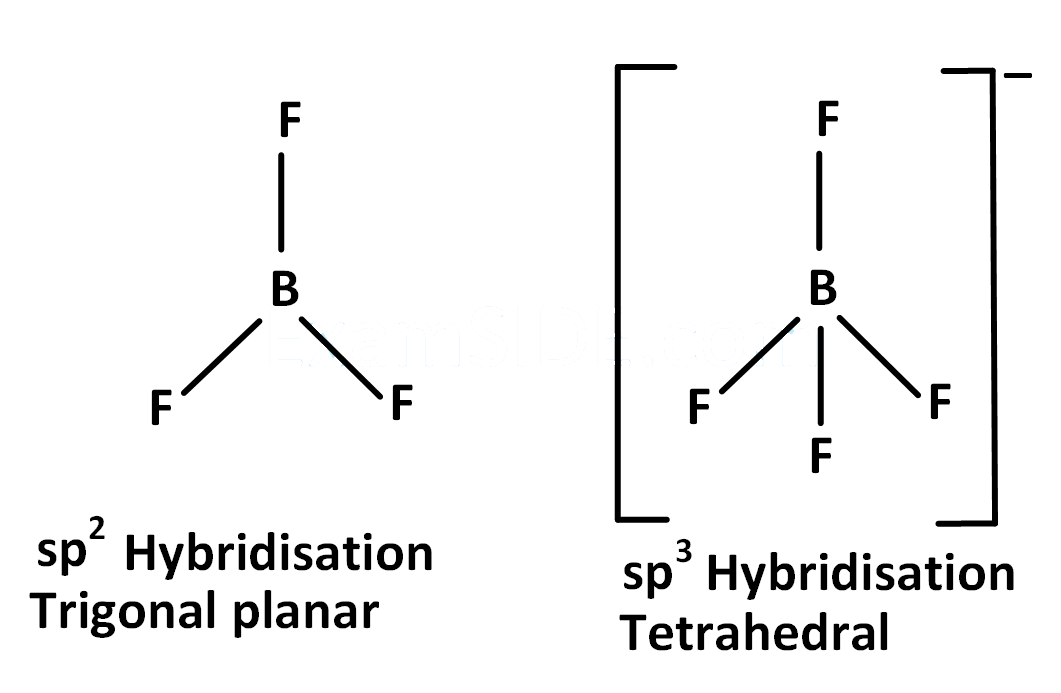 F
B
F F
sp² Hybridisation
Trigonal planar
F
B
F F
F
–
sp³ Hybridisation
Tetrahedral